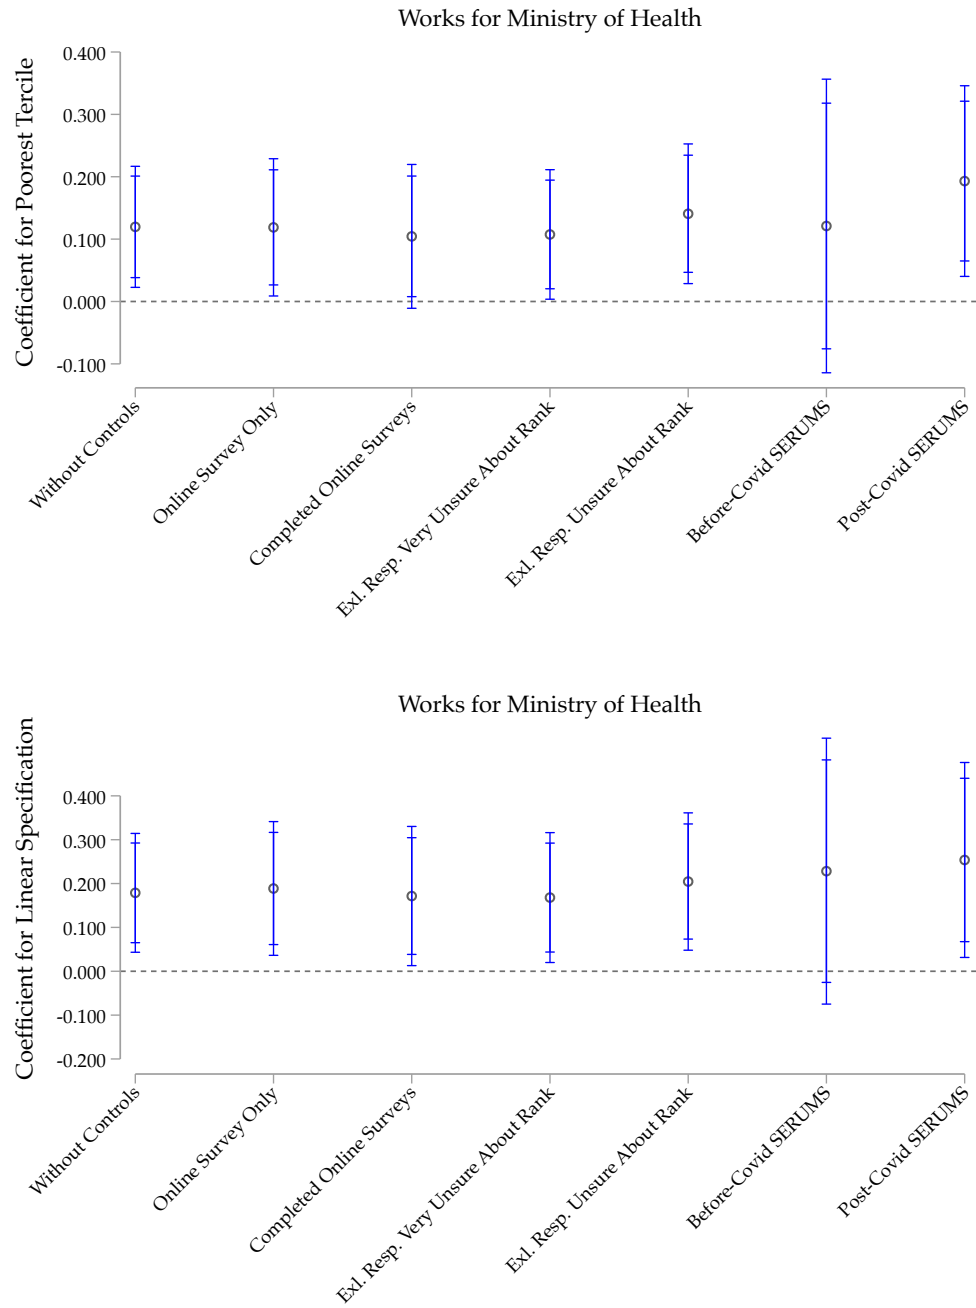 Works for Ministry of Health
Coefficient for Poorest Tercile
0.400
0.300
0.200
0.100
0.000
-0.100
Without Controls
Online Survey Only
Completed Online Surveys
Exl. Resp. Very Unsure About Rank
Exl. Resp. Unsure About Rank
Before-Covid SERUMS
Post-Covid SERUMS
Works for Ministry of Health
Coefficient for Linear Specification
0.400
0.300
0.200
0.100
0.000
-0.100
-0.200
Without Controls
Online Survey Only
Completed Online Surveys
Exl. Resp. Very Unsure About Rank
Exl. Resp. Unsure About Rank
Before-Covid SERUMS
Post-Covid SERUMS